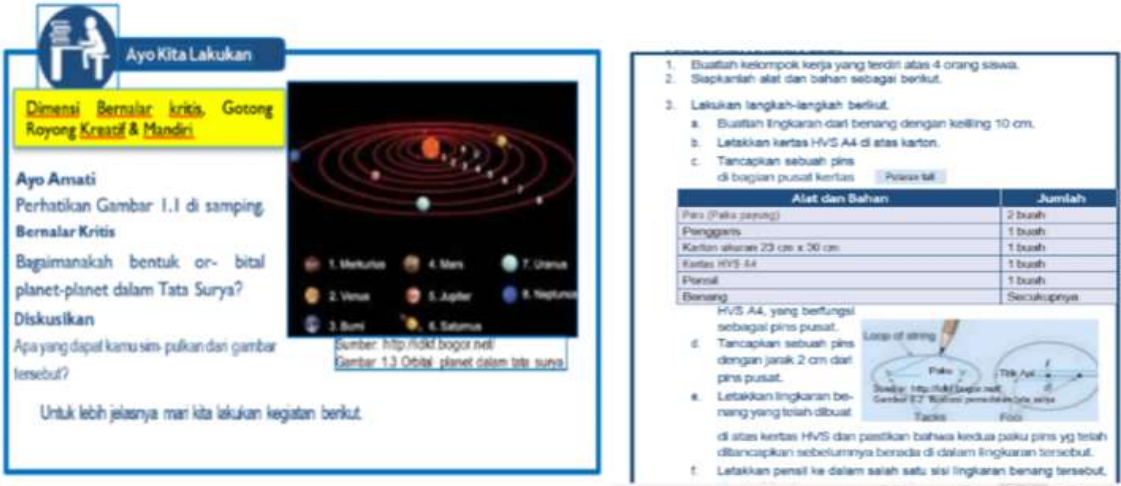 Ayo Kita Lakukan
Dimensi Bernalar kritis, Gotong
Royong Kreatif & Mandiri
Ayo Amati
Perhatikan Gambar 1.1 di samping.
Bernalar Kritis
Bagaimanakah bentuk or- bital
planet-planet dalam Tata Surya?
Diskusikan
Apa yang dapat kamu sim- pulkan dari gambar
tersebut?
1. Merkurius
2. Venus
3. Bumi
4. Mars
5. Jupiter
6. Saturnus
7. Uranus
8. Neptunus
Sumber: http://idkf.bogor.net/
Gambar 1.3 Orbital planet dalam tata surya
Untuk lebih jelasnya mari kita lakukan kegiatan berikut.
1. Buatlah kelompok kerja yang terdiri atas 4 orang siswa.
2. Siapkanlah alat dan bahan sebagai berikut.
3. Lakukan langkah-langkah berikut.
a. Buatlah lingkaran dari benang dengan keliling 10 cm.
b. Letakkan kertas HVS A4 di atas karton.
c. Tancapkan sebuah pins
di bagian pusat kertas
Alat dan Bahan Jumlah
Pins (Paku payung) 2 buah
Penggaris 1 buah
Karton ukuran 23 cm x 30 cm 1 buah
Kertas HVS A4 1 buah
Pensil 1 buah
Benang Secukupnya
HVS A4, yang berfungsi
sebagai pins pusat.
d. Tancapkan sebuah pins
dengan jarak 2 cm dari
pins pusat.
e. Letakkan lingkaran be-
nang yang telah dibuat
Loop of string
Paku
Titik Api
Sumber: http://idkf.bogor.net/
Tacks
Foci
di atas kertas HVS dan pastikan bahwa kedua paku pins yg telah
ditancapkan sebelumnya berada di dalam lingkaran tersebut.
f. Letakkan pensil ke dalam salah satu sisi lingkaran benang tersebut,